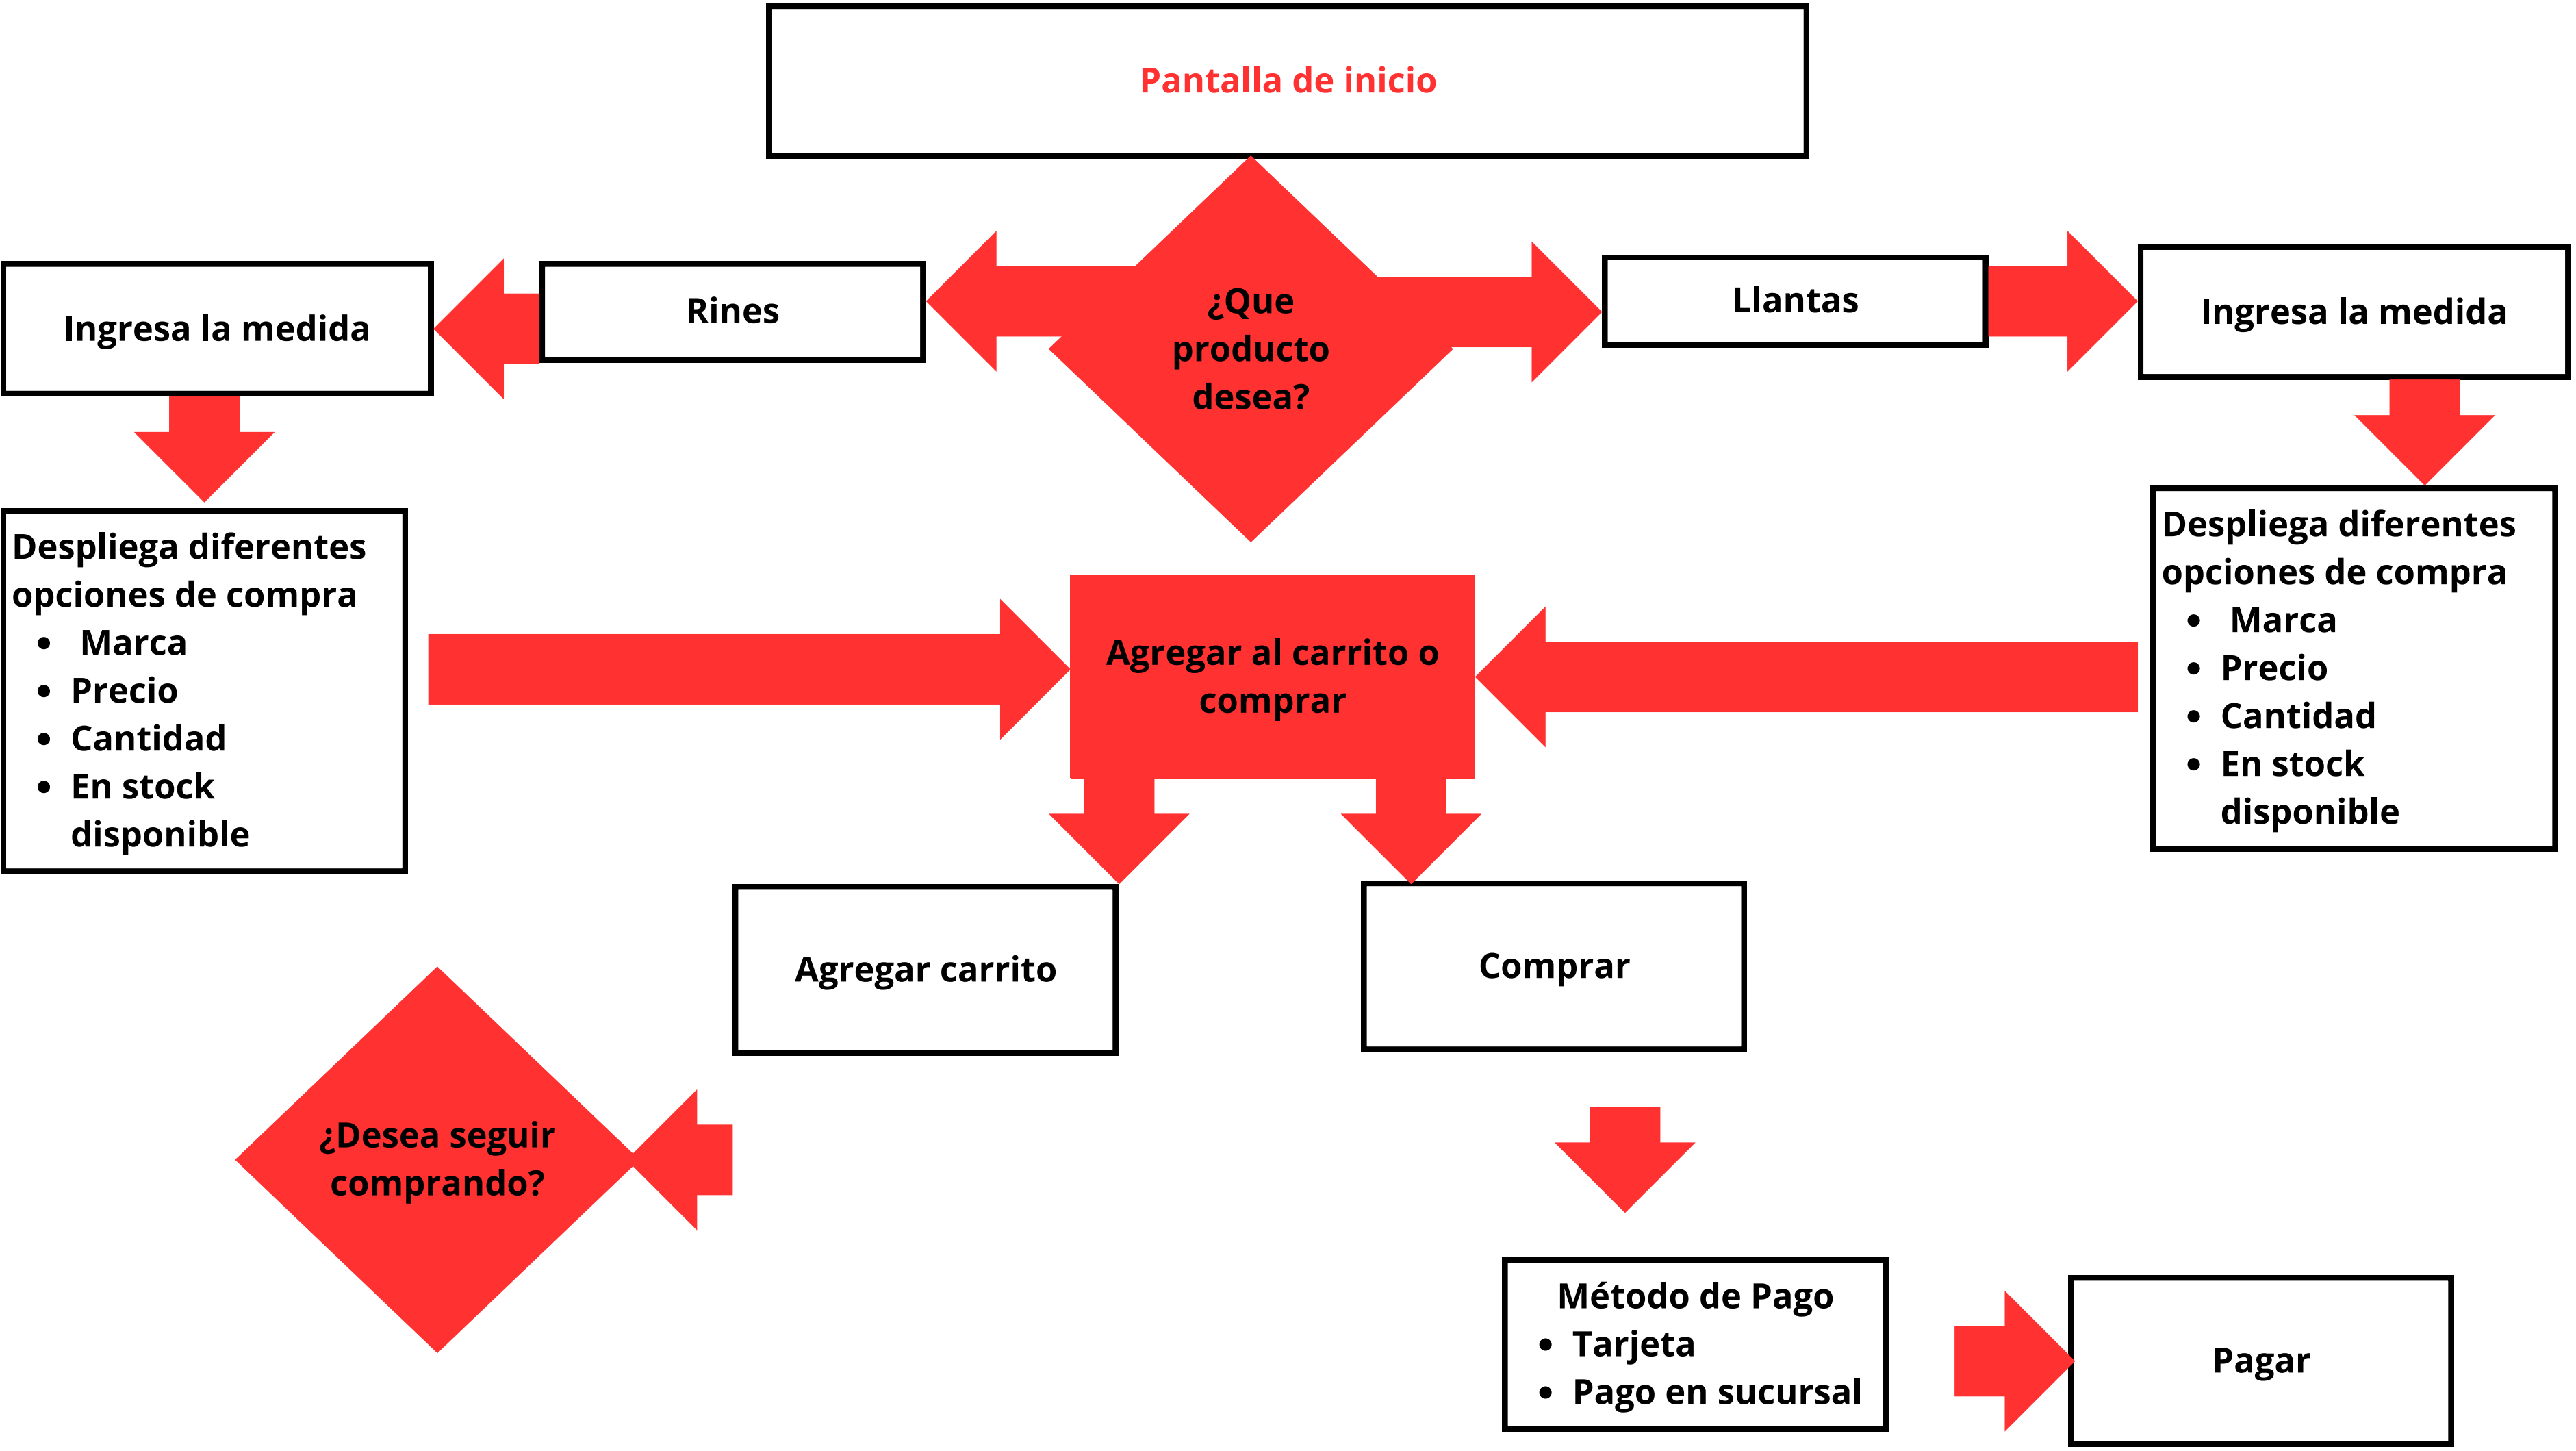 Pantalla de inicio
Ingresa la medida
Rines
¿Que
producto
desea?
Llantas
Ingresa la medida
Despliega diferentes
opciones de compra
• Marca
• Precio
• Cantidad
• En stock
disponible
Agregar al carrito o
comprar
Despliega diferentes
opciones de compra
• Marca
• Precio
• Cantidad
• En stock
disponible
Agregar carrito
Comprar
¿Desea seguir
comprando?
Método de Pago
• Tarjeta
• Pago en sucursal
Pagar